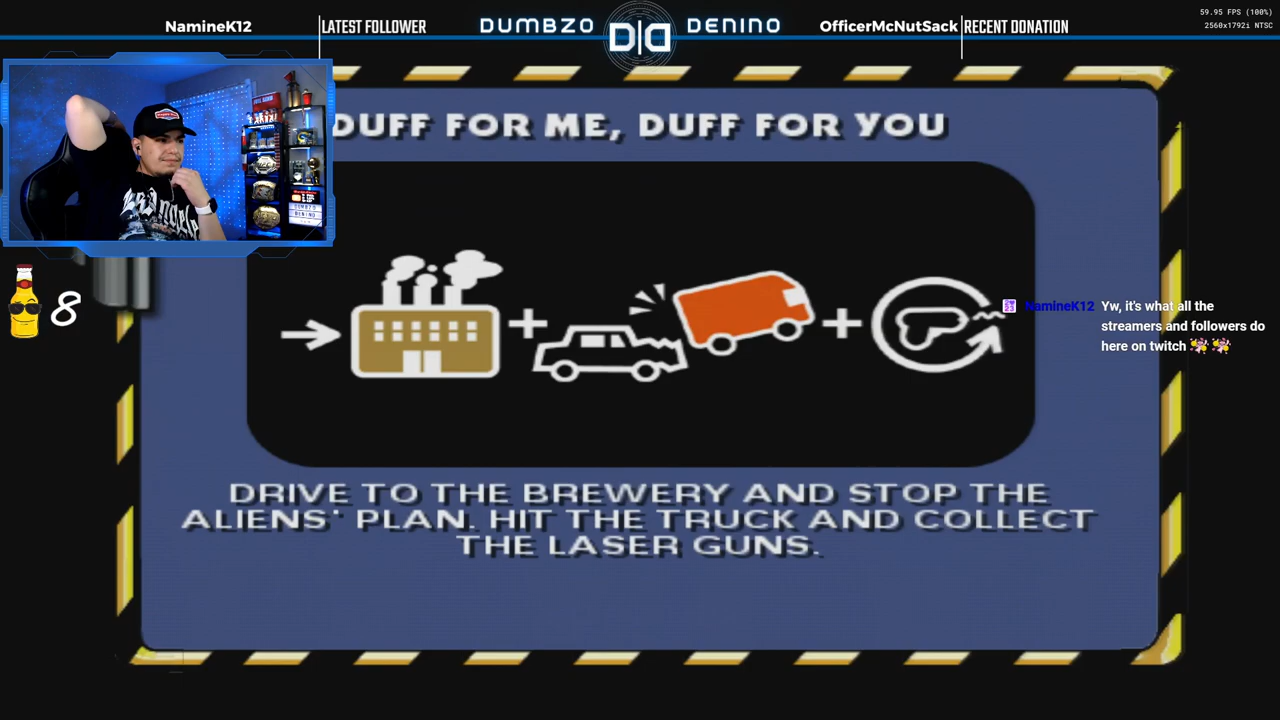 NamineK12
LATEST FOLLOWER
DUMBZO
D|D
DENINO
OfficerMcNutSack
RECENT DONATION
59.95 FPS (100%)
2560x1792i NTSC
DUFF FOR ME, DUFF FOR YOU
8
NamineK12 Yw, it's what all the
streamers and followers do
here on twitch
DRIVE TO THE BREWERY AND STOP THE
ALIENS' PLAN. HIT THE TRUCK AND COLLECT
THE LASER GUNS.